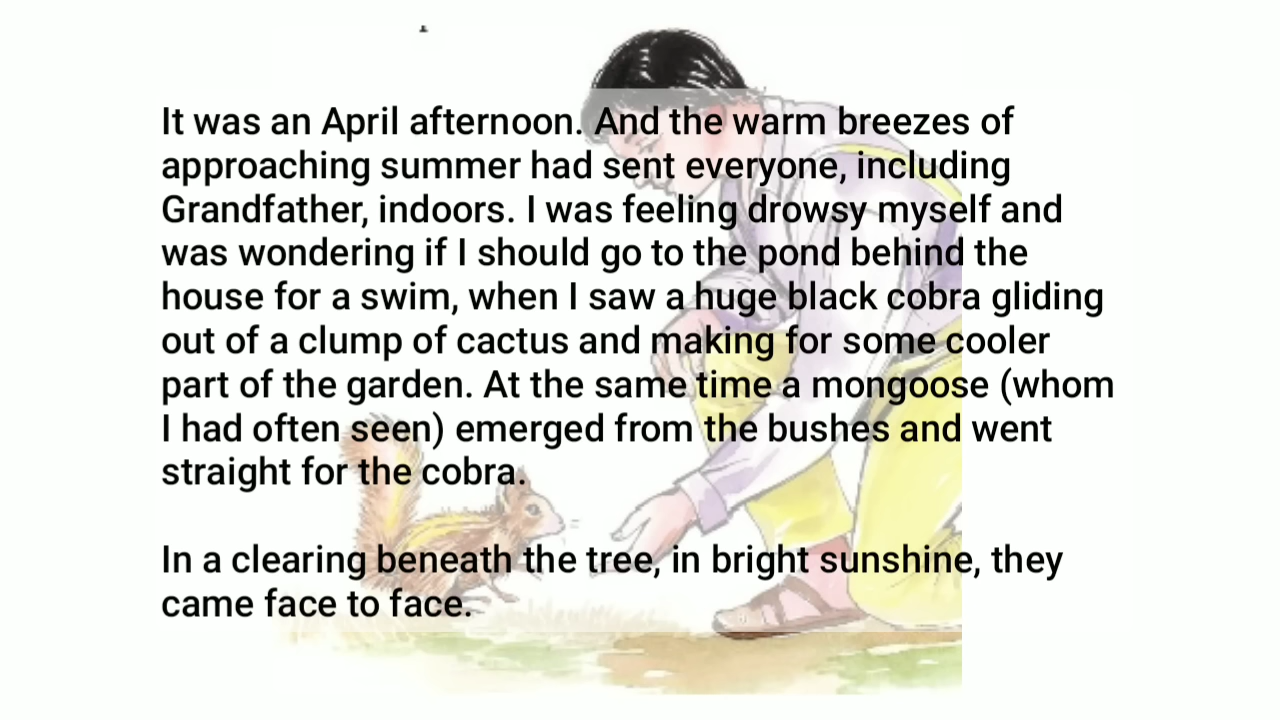 It was an April afternoon. And the warm breezes of
approaching summer had sent everyone, including
Grandfather, indoors. I was feeling drowsy myself and
was wondering if I should go to the pond behind the
house for a swim, when I saw a huge black cobra gliding
out of a clump of cactus and making for some cooler
part of the garden. At the same time a mongoose (whom
I had often seen) emerged from the bushes and went
straight for the cobra.
In a clearing beneath the tree, in bright sunshine, they
came face to face.